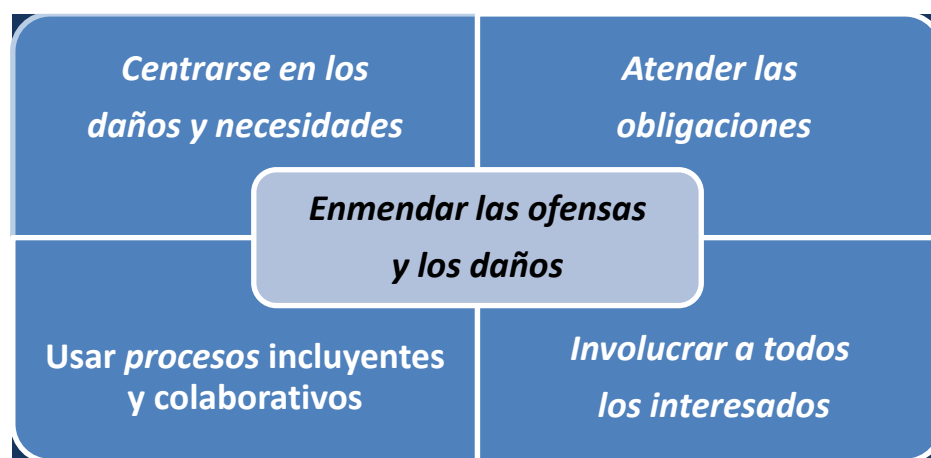 Centrarse en los
daños y necesidades
Atender las
obligaciones
Enmendar las ofensas
y los daños
Usar procesos incluyentes
y colaborativos
Involucrar a todos
los interesados